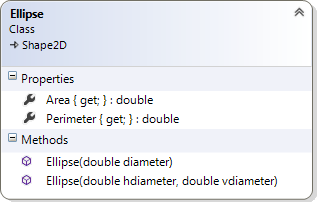 Ellipse
Class
Shape2D
Properties
Area { get; } : double
Perimeter { get; } : double
Methods
Ellipse(double diameter)
Ellipse(double hdiameter, double vdiameter)